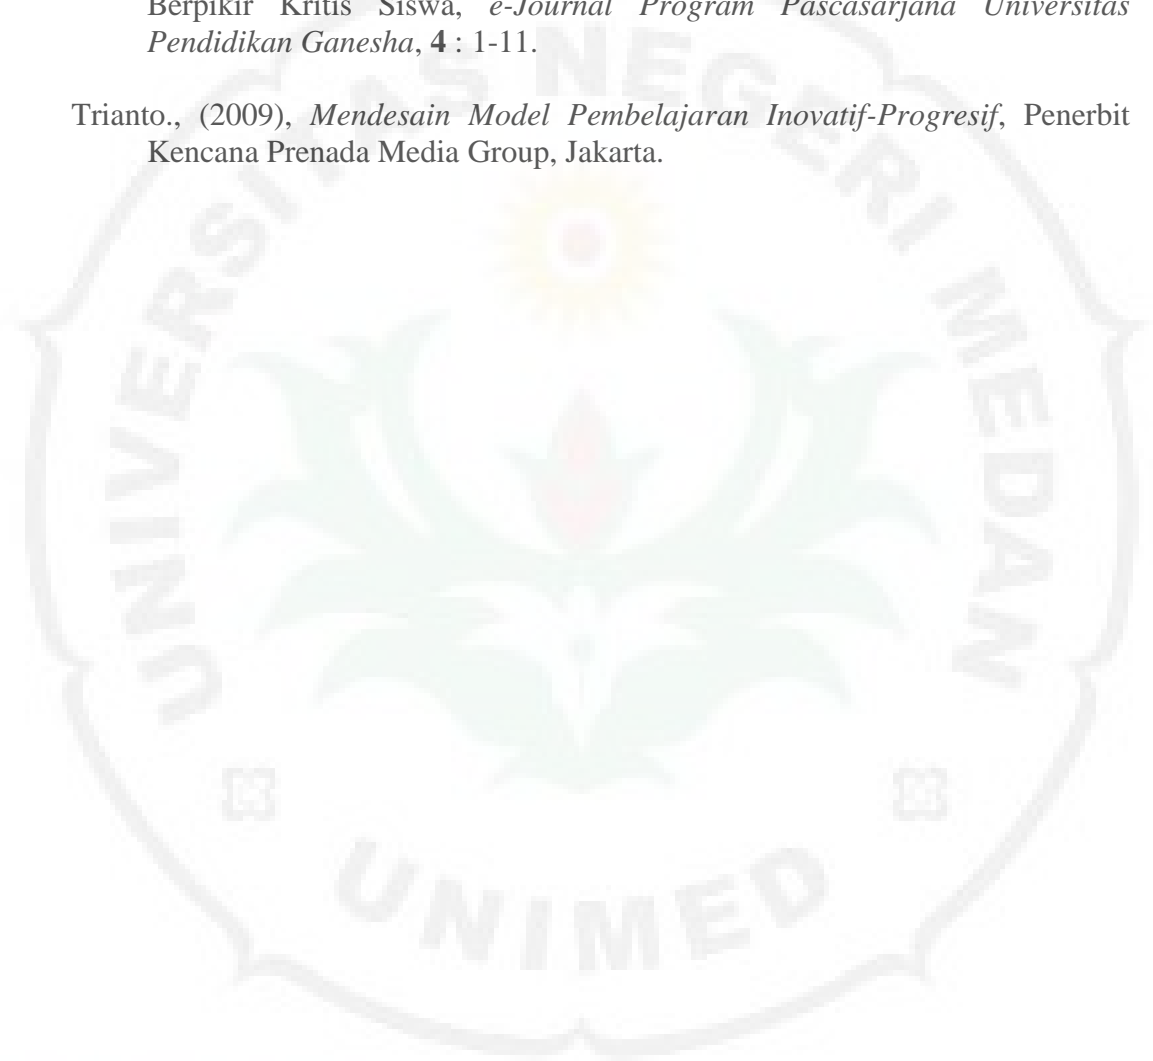 Berpikir Kritis Siswa, e-Journal Program Pascasarjana Universitas
Pendidikan Ganesha, 4 : 1-11.
Trianto., (2009), Mendesain Model Pembelajaran Inovatif-Progresif, Penerbit
Kencana Prenada Media Group, Jakarta.
UNIVERSITAS NEGERI MEDAN
UNIMED